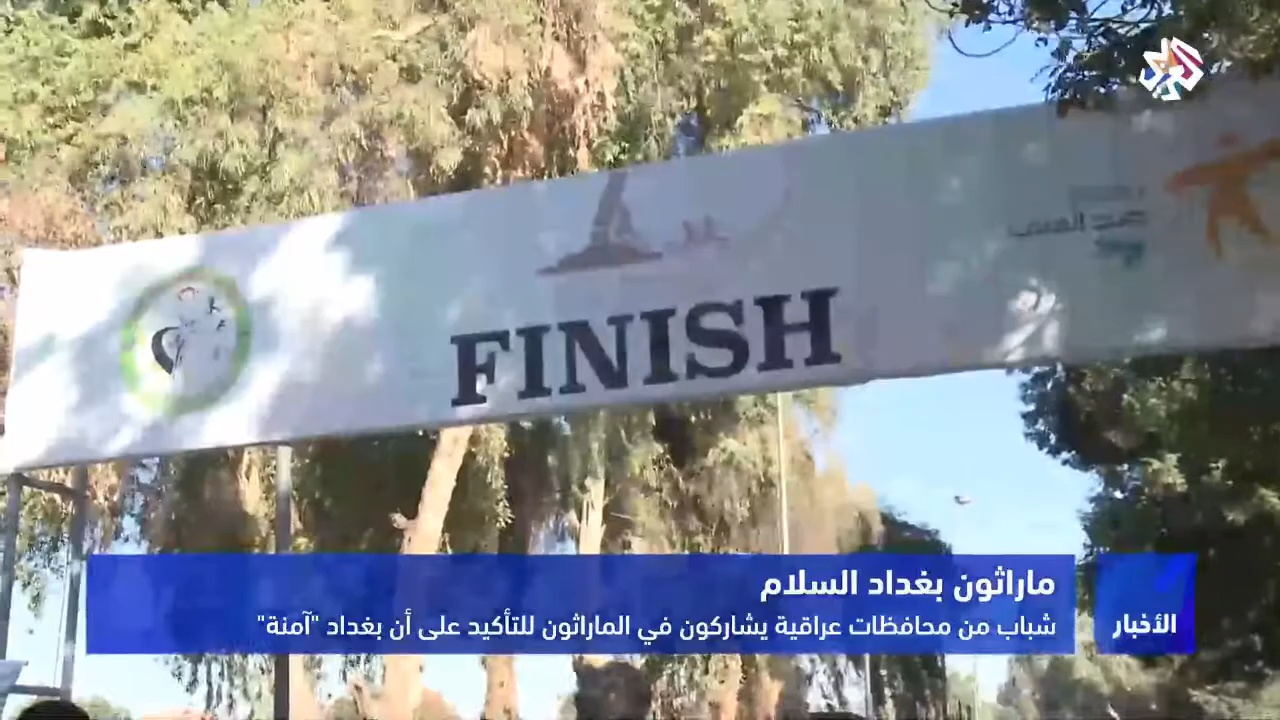 FINISH
ماراثون بغداد السلام
شباب من محافظات عراقية يشاركون في الماراثون للتأكيد على أن بغداد "آمنة"
الأخبار